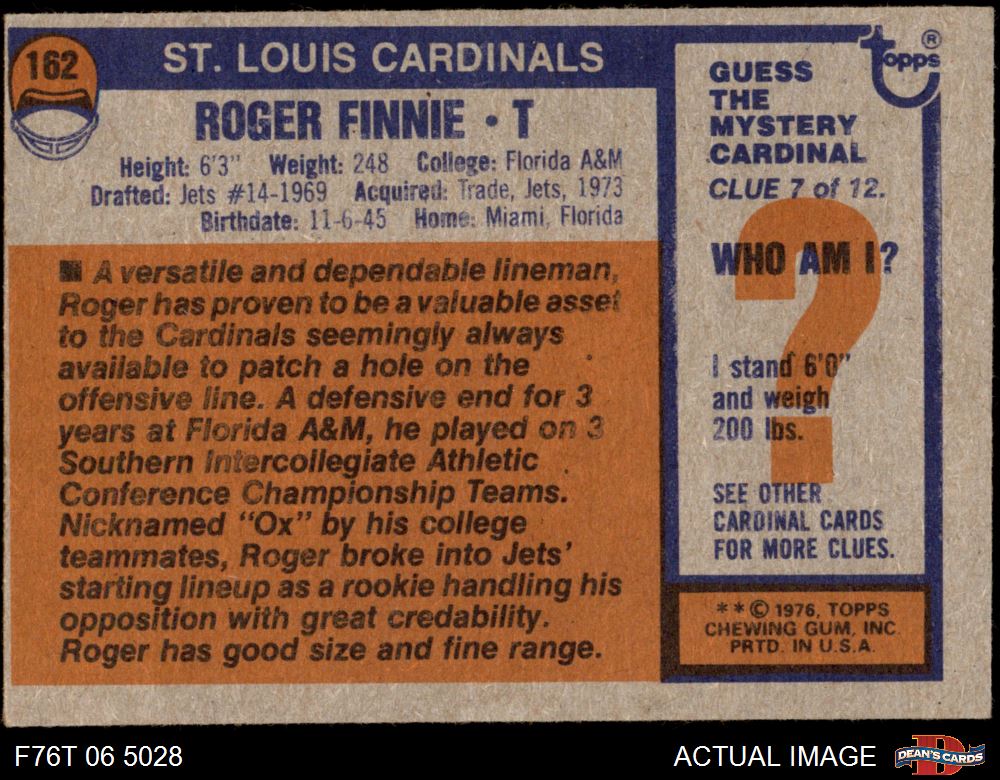 162
ST. LOUIS CARDINALS
ROGER FINNIE • T
Height: 6'3" Weight: 248 College: Florida A&M
Drafted: Jets #14-1969 Acquired: Trade, Jets, 1973
Birthdate: 11-6-45 Home: Miami, Florida
A versatile and dependable lineman,
Roger has proven to be a valuable asset
to the Cardinals seemingly always
available to patch a hole on the
offensive line. A defensive end for 3
years at Florida A&M, he played on 3
Southern Intercollegiate Athletic
Conference Championship Teams.
Nicknamed "Ox" by his college
teammates, Roger broke into Jets'
starting lineup as a rookie handling his
opposition with great credability.
Roger has good size and fine range.
topps®
GUESS
THE
MYSTERY
CARDINAL
CLUE 7 of 12.
WHO AM I?
?
I stand 6'0"
and weigh
200 lbs.
SEE OTHER
CARDINAL CARDS
FOR MORE CLUES.
**© 1976, TOPPS
CHEWING GUM, INC.
PRTD. IN U.S.A.
F76T 06 5028
ACTUAL IMAGE
D
DEAN'S CARDS